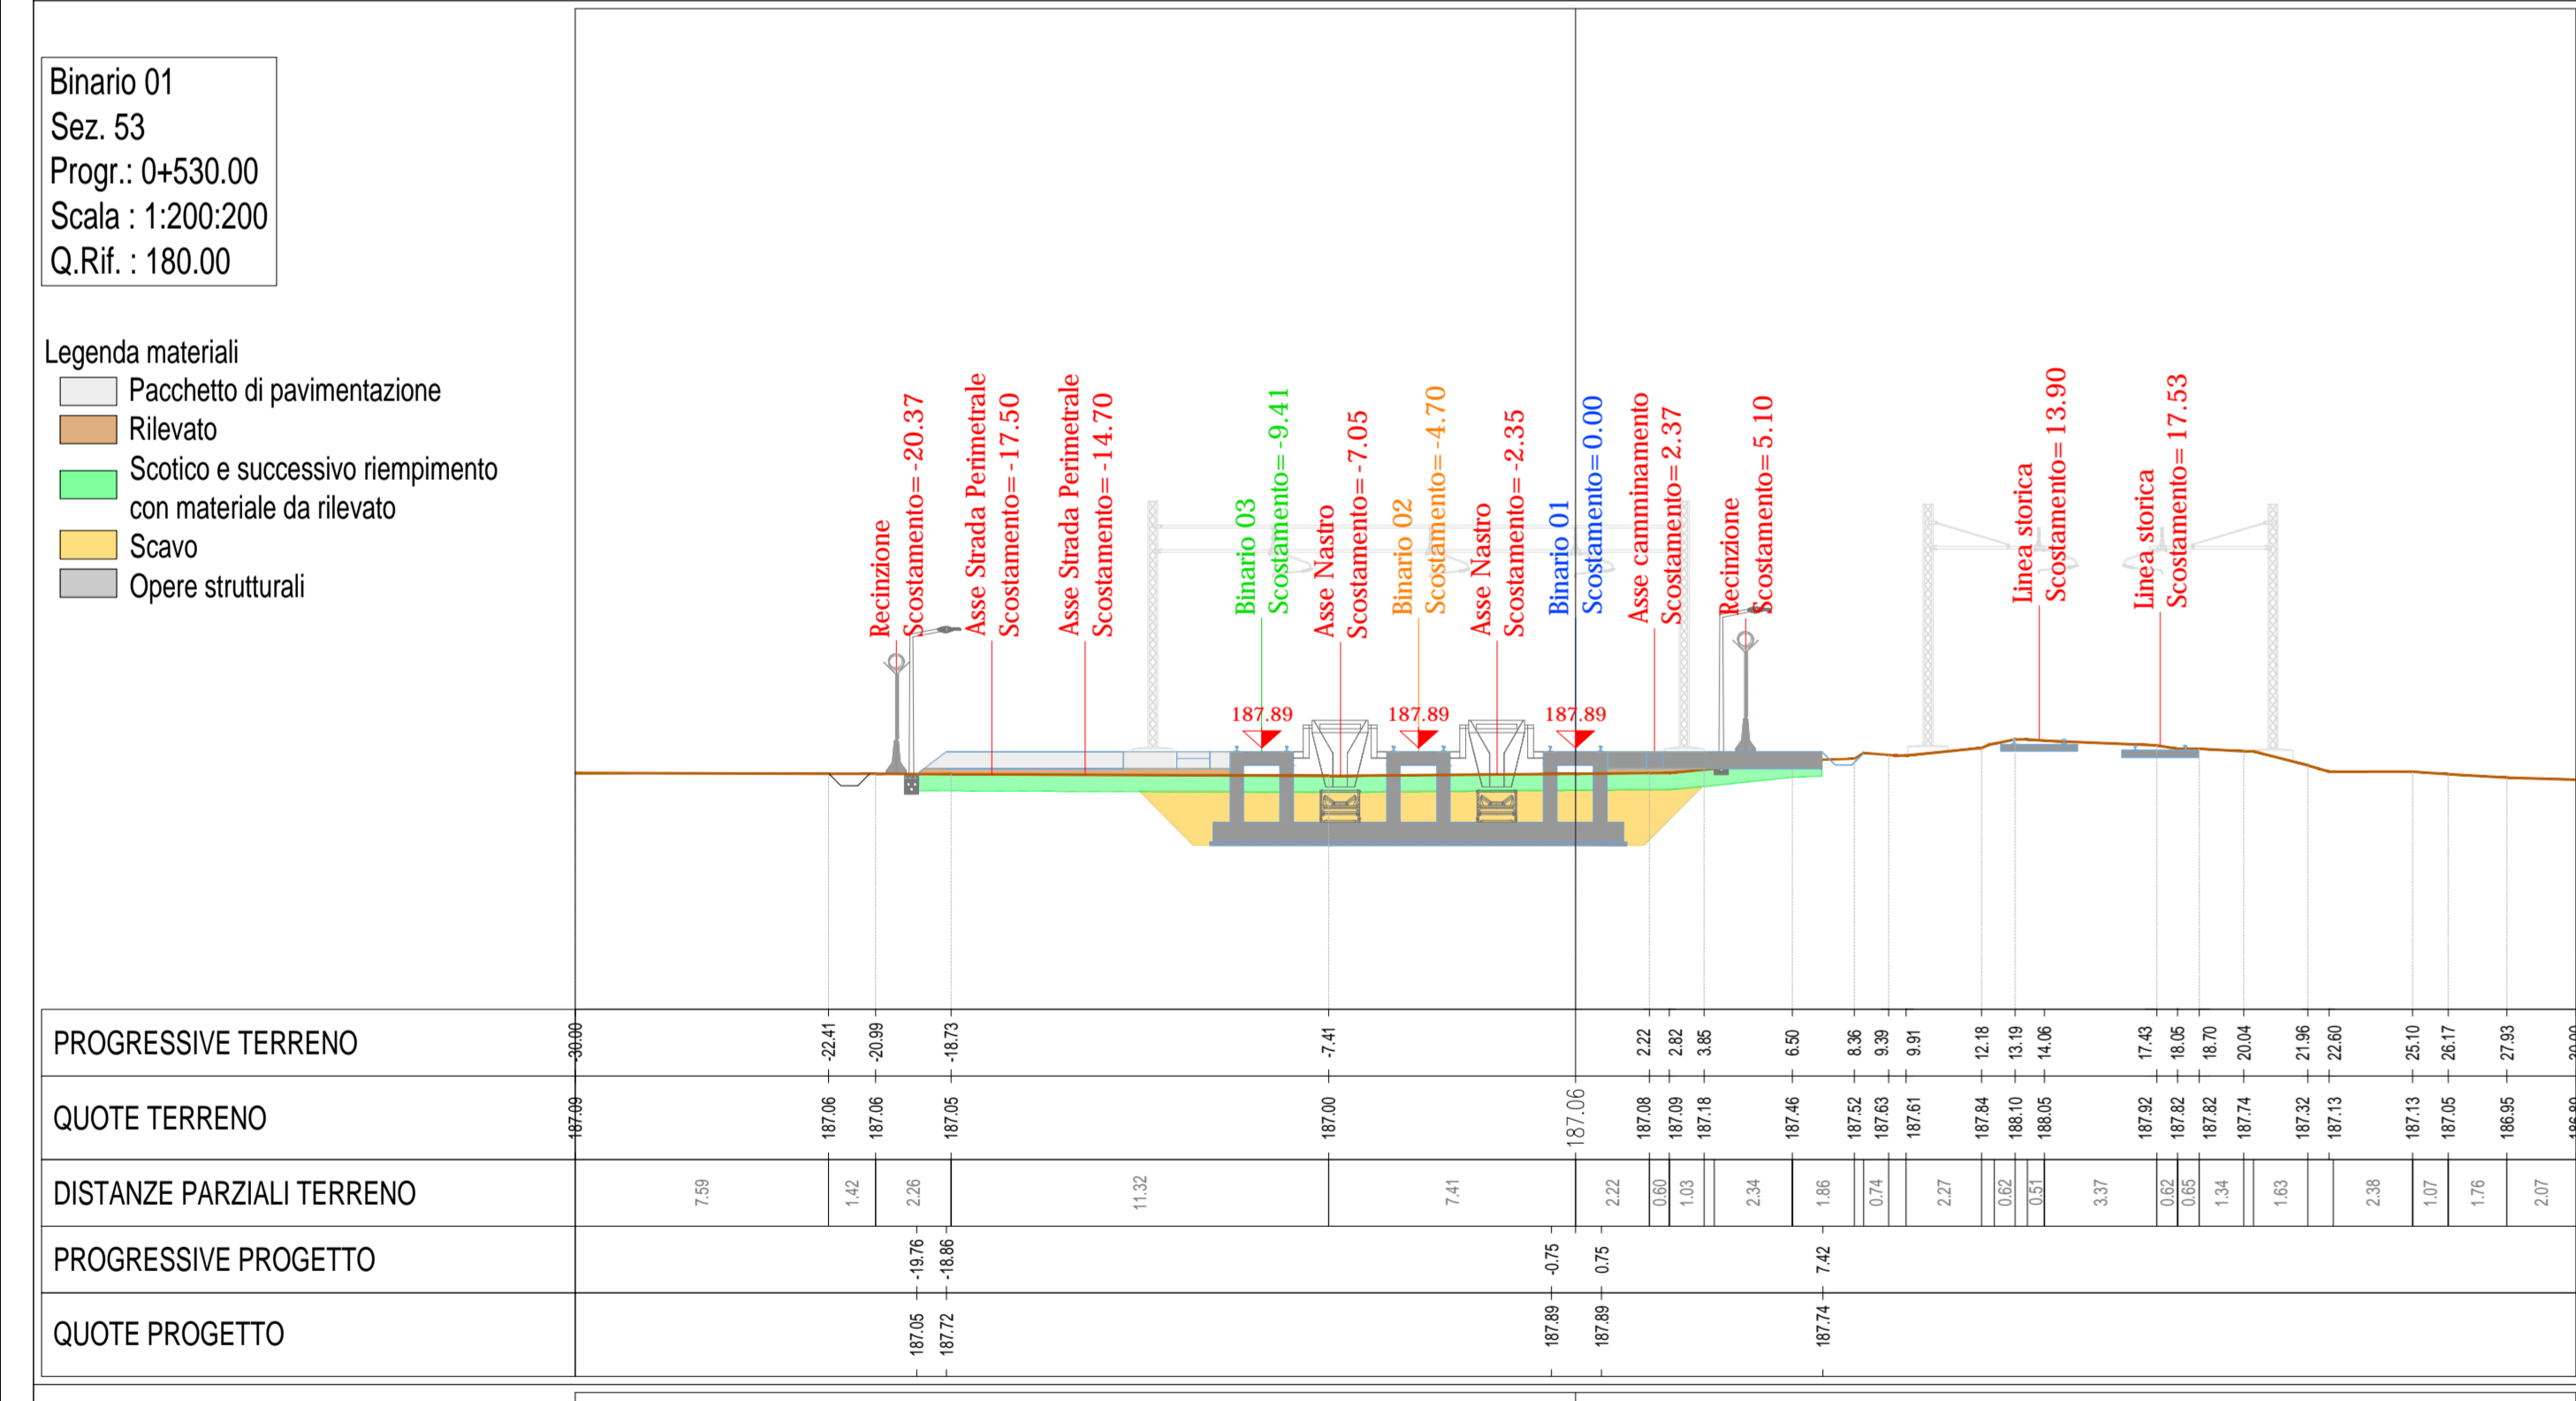 Binario 01
Sez. 53
Progr.: 0+530.00
Scala : 1:200:200
Q.Rif. : 180.00
Legenda materiali
Pacchetto di pavimentazione
Rilevato
Scotico e successivo riempimento
con materiale da rilevato
Scavo
Opere strutturali
Recinzione
Scostamento= -20.37
Asse Strada Perimetrale
Scostamento= -17.50
Asse Strada Perimetrale
Scostamento= -14.70
Binario 03
Scostamento= -9.41
Asse Nastro
Scostamento= -7.05
Binario 02
Scostamento= -4.70
Asse Nastro
Scostamento= -2.35
Binario 01
Scostamento= 0.00
Asse camminamento
Scostamento= 2.37
Recinzione
Scostamento= 5.10
Linea storica
Scostamento= 13.90
Linea storica
Scostamento= 17.53
187.89 187.89 187.89
PROGRESSIVE TERRENO -30.00 -22.41 -20.99 -18.73 -7.41 2.22 2.82 3.85 6.50 8.36 9.39 9.91 12.18 13.19 14.06 17.43 18.05 18.70 20.04 21.96 22.60 25.10 26.17 27.93
QUOTE TERRENO 187.09 187.06 187.06 187.05 187.00 187.06 187.08 187.09 187.18 187.46 187.52 187.63 187.61 187.84 188.10 188.05 187.92 187.82 187.82 187.74 187.32 187.13 187.13 187.05 186.95
DISTANZE PARZIALI TERRENO 7.59 1.42 2.26 11.32 7.41 2.22 0.60 1.03 2.34 1.86 0.74 2.27 0.62 0.51 3.37 0.62 0.65 1.34 1.63 2.38 1.07 1.76 2.07
PROGRESSIVE PROGETTO -19.76 -18.86 -0.75 0.75 7.42
QUOTE PROGETTO 187.05 187.72 187.89 187.89 187.74